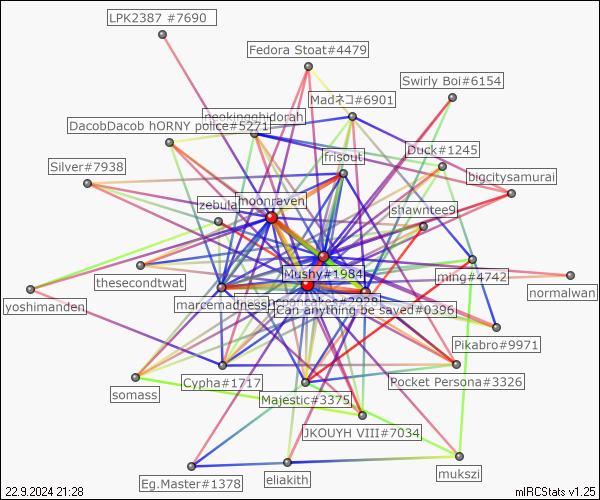 LPK2387 #7690
Fedora Stoat#4479
Swirly Boi#6154
Madネコ#6901
neokingghidorah
DacobDacob hORNY police#5271
Duck#1245
frisout
Silver#7938
bigcitysamurai
zebula
moonraven
shawntee9
Mushy#1984
ming#4742
thesecondtwat
normalwan
yoshimanden
marcemadness
Can anything be saved#0396
Pikabro#9971
Cypha#1717
Pocket Persona#3326
somass
Majestic#3375
JKOUYH VIII#7034
mukszi
eliakith
Eg.Master#1378
22.9.2024 21:28
mIRCStats v1.25